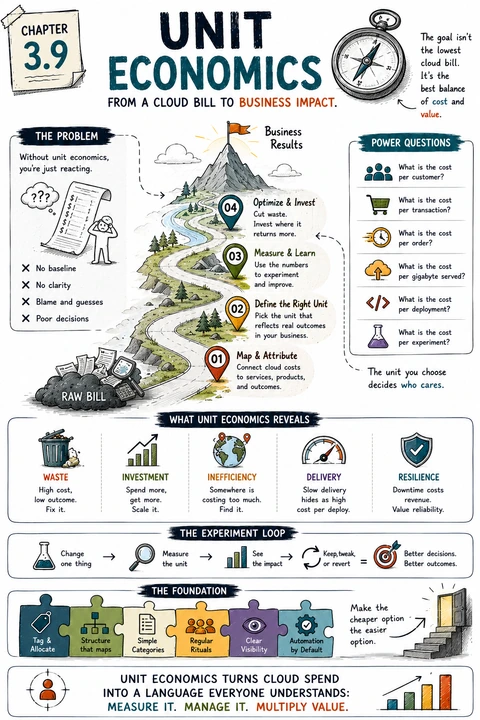 CHAPTER
3.9
UNIT
ECONOMICS
FROM A CLOUD BILL TO BUSINESS IMPACT.
The goal isn't
the lowest
cloud bill.
It's the
best balance
of cost and
value.
THE PROBLEM
Without unit economics,
you're just reacting.
???
$
$
$
$
✗ No baseline
✗ No clarity
✗ Blame and guesses
✗ Poor decisions
Business
Results
04
Optimize & Invest
Cut waste.
Invest where it
returns more.
03
Measure & Learn
Use the numbers
to experiment
and improve.
02
Define the Right Unit
Pick the unit that
reflects real outcomes
in your business.
01
Map & Attribute
Connect cloud costs
to services, products,
and outcomes.
RAW BILL
POWER QUESTIONS
What is the cost
per customer?
What is the cost
per transaction?
What is the cost
per order?
What is the cost
per gigabyte served?
</>
What is the cost
per deployment?
What is the cost
per experiment?
The unit you choose
decides who cares.
WHAT UNIT ECONOMICS REVEALS
WASTE
High cost,
low outcome.
Fix it.
INVESTMENT
Spend more,
get more.
Scale it.
INEFFICIENCY
Somewhere is
costing too much.
Find it.
DELIVERY
Slow delivery
hides as high
cost per deploy.
RESILIENCE
Downtime costs
revenue.
Value reliability.
THE EXPERIMENT LOOP
Change
one thing
Measure
the unit
See
the impact
Keep, tweak,
or revert
Better decisions.
Better outcomes.
THE FOUNDATION
Tag &
Allocate
Structure
that maps
Simple
Categories
Regular
Rituals
Clear
Visibility
Automation
by Default
Make the
cheaper option
the easier
option.
UNIT ECONOMICS TURNS CLOUD SPEND
INTO A LANGUAGE EVERYONE UNDERSTANDS:
MEASURE IT. MANAGE IT. MULTIPLY VALUE.